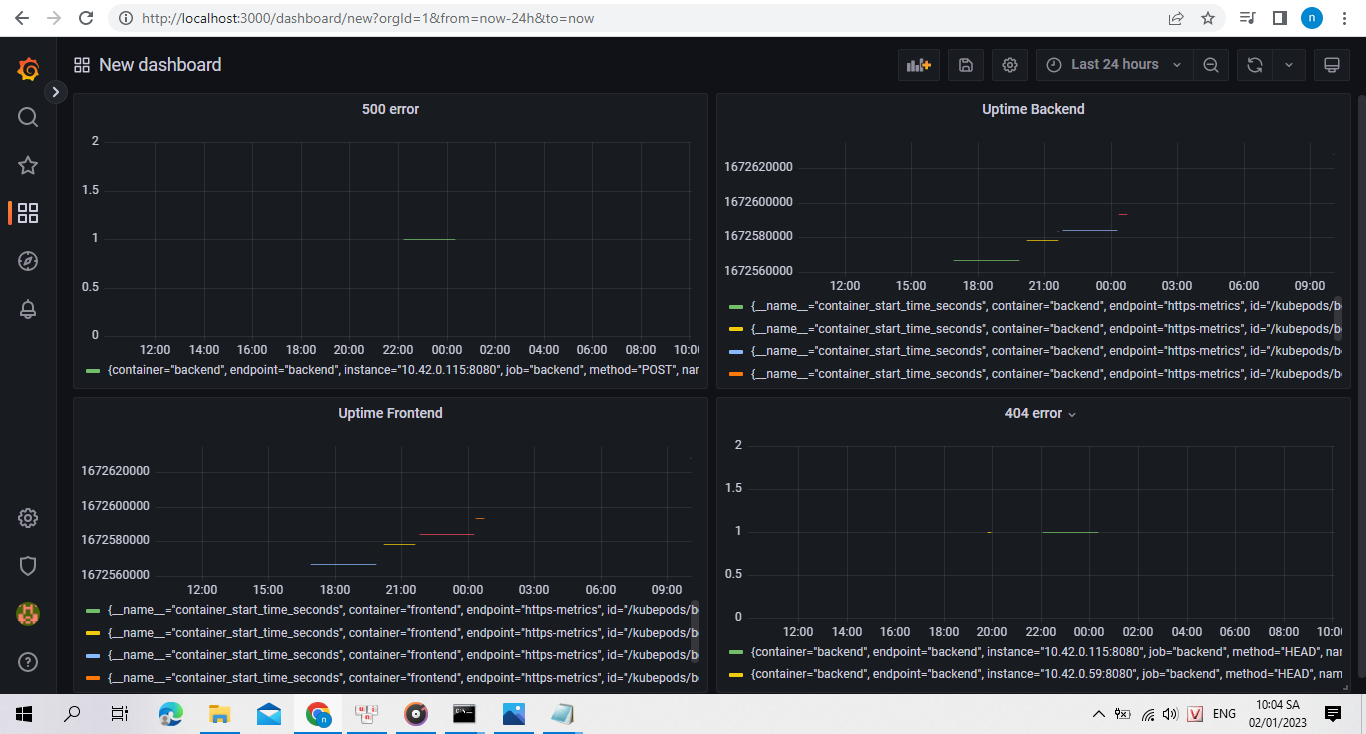 http://localhost:3000/dashboard/new?orgId=1&from=now-24h&to=now
n
New dashboard
Last 24 hours
500 error
2
1.5
1
0.5
0
12:00 14:00 16:00 18:00 20:00 22:00 00:00 02:00 04:00 06:00 08:00 10:00
{container="backend", endpoint="backend", instance="10.42.0.115:8080", job="backend", method="POST", nam
Uptime Backend
1672620000
1672600000
1672580000
1672560000
12:00 15:00 18:00 21:00 00:00 03:00 06:00 09:00
{__name__="container_start_time_seconds", container="backend", endpoint="https-metrics", id="/kubepods/b
{__name__="container_start_time_seconds", container="backend", endpoint="https-metrics", id="/kubepods/b
{__name__="container_start_time_seconds", container="backend", endpoint="https-metrics", id="/kubepods/b
{__name__="container_start_time_seconds", container="backend", endpoint="https-metrics", id="/kubepods/b
Uptime Frontend
1672620000
1672600000
1672580000
1672560000
12:00 15:00 18:00 21:00 00:00 03:00 06:00 09:00
{__name__="container_start_time_seconds", container="frontend", endpoint="https-metrics", id="/kubepods/b
{__name__="container_start_time_seconds", container="frontend", endpoint="https-metrics", id="/kubepods/b
{__name__="container_start_time_seconds", container="frontend", endpoint="https-metrics", id="/kubepods/b
{__name__="container_start_time_seconds", container="frontend", endpoint="https-metrics", id="/kubepods/b
404 error
2
1.5
1
0.5
0
12:00 14:00 16:00 18:00 20:00 22:00 00:00 02:00 04:00 06:00 08:00 10:00
{container="backend", endpoint="backend", instance="10.42.0.115:8080", job="backend", method="HEAD", nam
{container="backend", endpoint="backend", instance="10.42.0.59:8080", job="backend", method="HEAD", nam
V
ENG
10:04 SA
02/01/2023